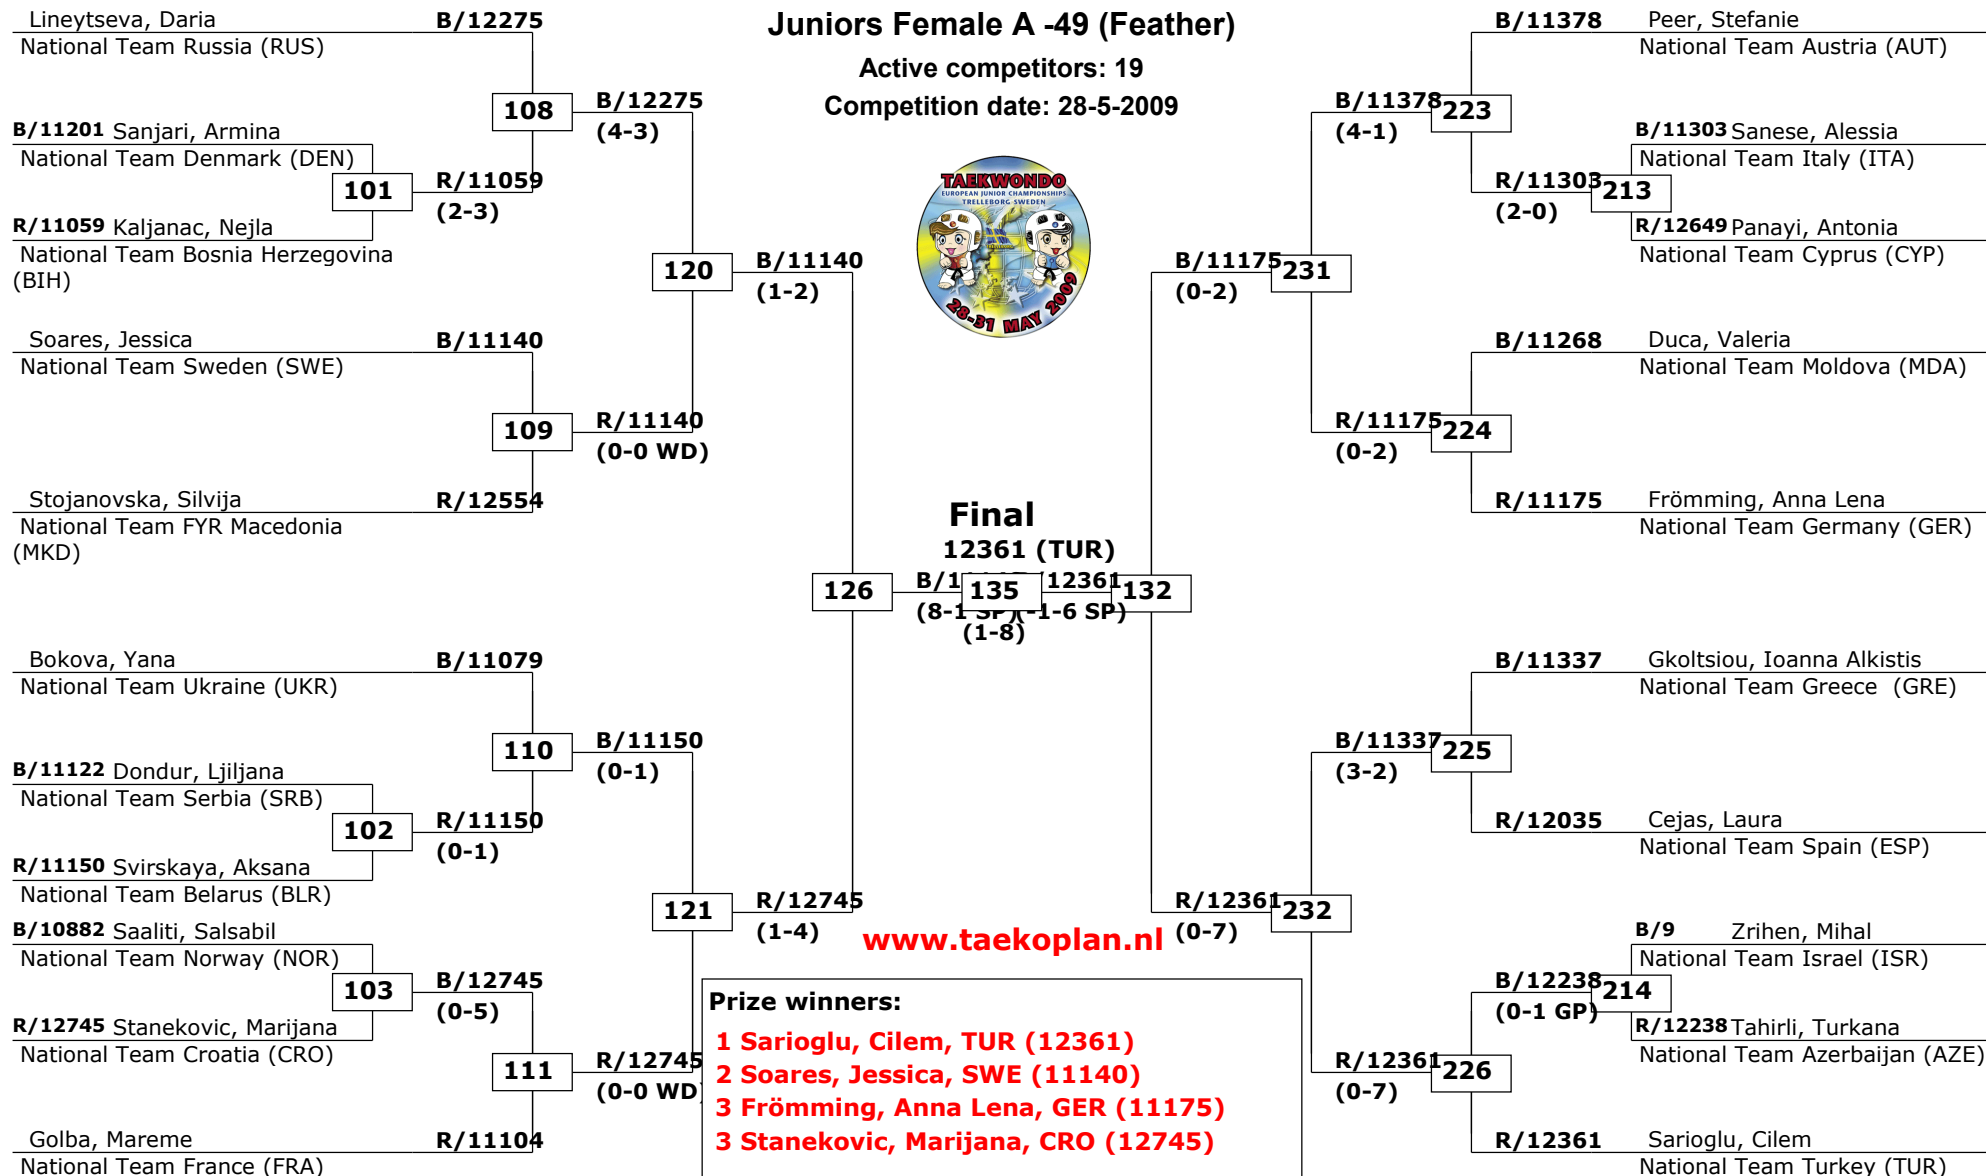 Juniors Female A -49 (Feather)
Active competitors: 19
Competition date: 28-5-2009
TAEKWONDO
EUROPEAN JUNIOR CHAMPIONSHIPS
TRELLEBORG SWEDEN
28-31 MAY 2009
Lineytseva, Daria B/12275
National Team Russia (RUS)
108
B/12275
(4-3)
B/11201 Sanjari, Armina
National Team Denmark (DEN)
101
R/11059
(2-3)
R/11059 Kaljanac, Nejla
National Team Bosnia Herzegovina
(BIH)
120
B/11140
(1-2)
Soares, Jessica B/11140
National Team Sweden (SWE)
109
R/11140
(0-0 WD)
Stojanovska, Silvija R/12554
National Team FYR Macedonia
(MKD)
126
Bokova, Yana B/11079
National Team Ukraine (UKR)
110
B/11150
(0-1)
B/11122 Dondur, Ljiljana
National Team Serbia (SRB)
102
R/11150
(0-1)
R/11150 Svirskaya, Aksana
National Team Belarus (BLR)
121
R/12745
(1-4)
B/10882 Saaliti, Salsabil
National Team Norway (NOR)
103
B/12745
(0-5)
R/12745 Stanekovic, Marijana
National Team Croatia (CRO)
111
R/12745
(0-0 WD)
Golba, Mareme R/11104
National Team France (FRA)
Final
12361 (TUR)
135
12361
(8-1 SP) (-1-6 SP)
(1-8)
132
B/11378 Peer, Stefanie
National Team Austria (AUT)
B/11378
(4-1)
223
B/11303 Sanese, Alessia
National Team Italy (ITA)
R/11303
(2-0)
213
R/12649 Panayi, Antonia
National Team Cyprus (CYP)
B/11175
(0-2)
231
B/11268 Duca, Valeria
National Team Moldova (MDA)
R/11175
(0-2)
224
R/11175 Frömming, Anna Lena
National Team Germany (GER)
B/11337 Gkoltsiou, Ioanna Alkistis
National Team Greece (GRE)
B/11337
(3-2)
225
R/12035 Cejas, Laura
National Team Spain (ESP)
R/12361
(0-7)
232
B/9 Zrihen, Mihal
National Team Israel (ISR)
B/12238
(0-1 GP)
214
R/12238 Tahirli, Turkana
National Team Azerbaijan (AZE)
R/12361
(0-7)
226
R/12361 Sarioglu, Cilem
National Team Turkey (TUR)
www.taekoplan.nl
Prize winners:
1 Sarioglu, Cilem, TUR (12361)
2 Soares, Jessica, SWE (11140)
3 Frömming, Anna Lena, GER (11175)
3 Stanekovic, Marijana, CRO (12745)